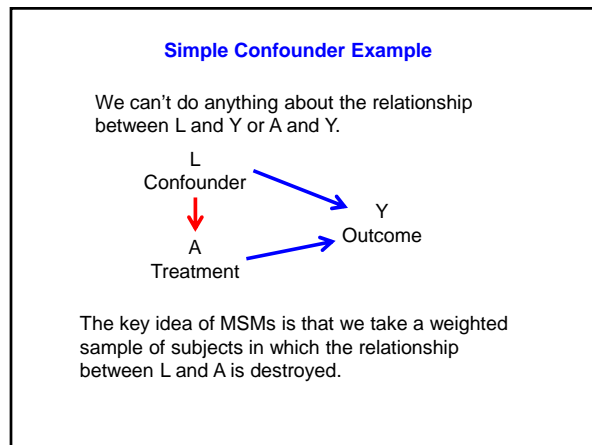 Simple Confounder Example
We can't do anything about the relationship
between L and Y or A and Y.
L
Confounder
Y
Outcome
A
Treatment
The key idea of MSMs is that we take a weighted
sample of subjects in which the relationship
between L and A is destroyed.